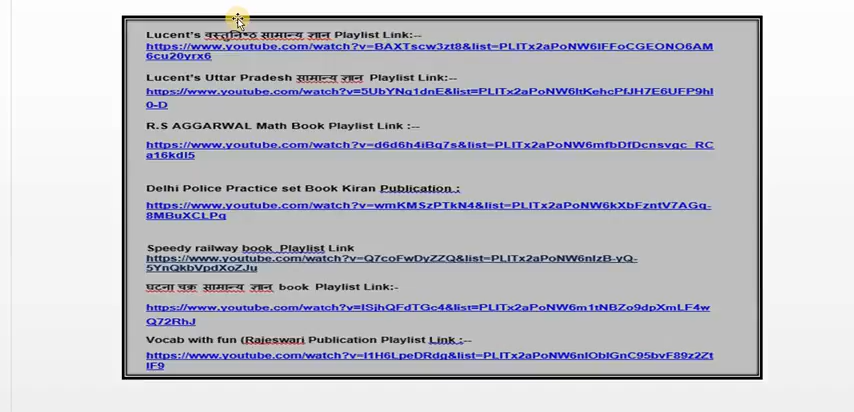 Lucent's वस्तुनिष्ठ सामान्य ज्ञान Playlist Link:--
https://www.youtube.com/watch?v=BAXTscw3zt8&list=PLITx2aPoNW6IFFoCGEONO6AM
6cu20yrx6
Lucent's Uttar Pradesh सामान्य ज्ञान Playlist Link:--
https://www.youtube.com/watch?v=5UbYNq1dnE&list=PLITx2aPoNW6ltKehcPfJH7E6UFP9hI
0-D
R.S AGGARWAL Math Book Playlist Link :--
https://www.youtube.com/watch?v=d6d6h4iBq7s&list=PLITx2aPoNW6mfbDfDcnsvgc_RC
a16kdI5
Delhi Police Practice set Book Kiran Publication :
https://www.youtube.com/watch?v=wmKMSzPTkN4&list=PLITx2aPoNW6kXbFzntV7AGq-
8MBuXCLPg
Speedy railway book Playlist Link
https://www.youtube.com/watch?v=Q7coFwDyZZQ&list=PLITx2aPoNW6nIzB-yQ-
5YnQkbVpdXoZJu
घटना चक्र सामान्य ज्ञान book Playlist Link:-
https://www.youtube.com/watch?v=ISjhQFdTGc4&list=PLITx2aPoNW6m1tNBZo9dpXmLF4w
Q72RhJ
Vocab with fun (Rajeswari Publication Playlist Link :--
https://www.youtube.com/watch?v=I1H6LpeDRdg&list=PLITx2aPoNW6nIOblGnC95bvF89z2Zt
IF9